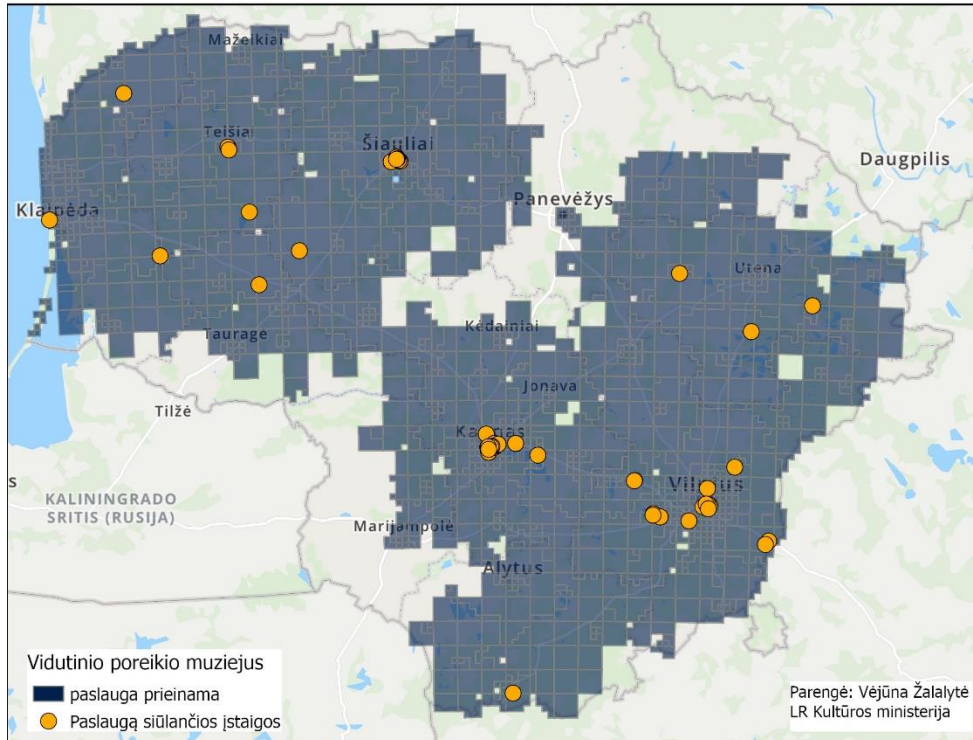 Mažeikiai
Telšiai
Šiauliai
Daugpilis
Panevėžys
Klaipėda
Utena
Kėdainiai
Tauragė
Jonava
Tilžė
Kaunas
Vilnius
s
KALININGRADO
SRITIS (RUSIJA)
Marijampolė
Alytus
Vidutinio poreikio muziejus
paslauga prieinama
Paslaugą siūlančios įstaigos
Parengė: Vėjūna Žalalytė
LR Kultūros ministerija